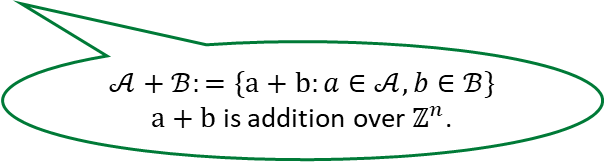 𝒜 + ℬ: = {a + b: a ∈ 𝒜, b ∈ ℬ}
a + b is addition over ℤⁿ.